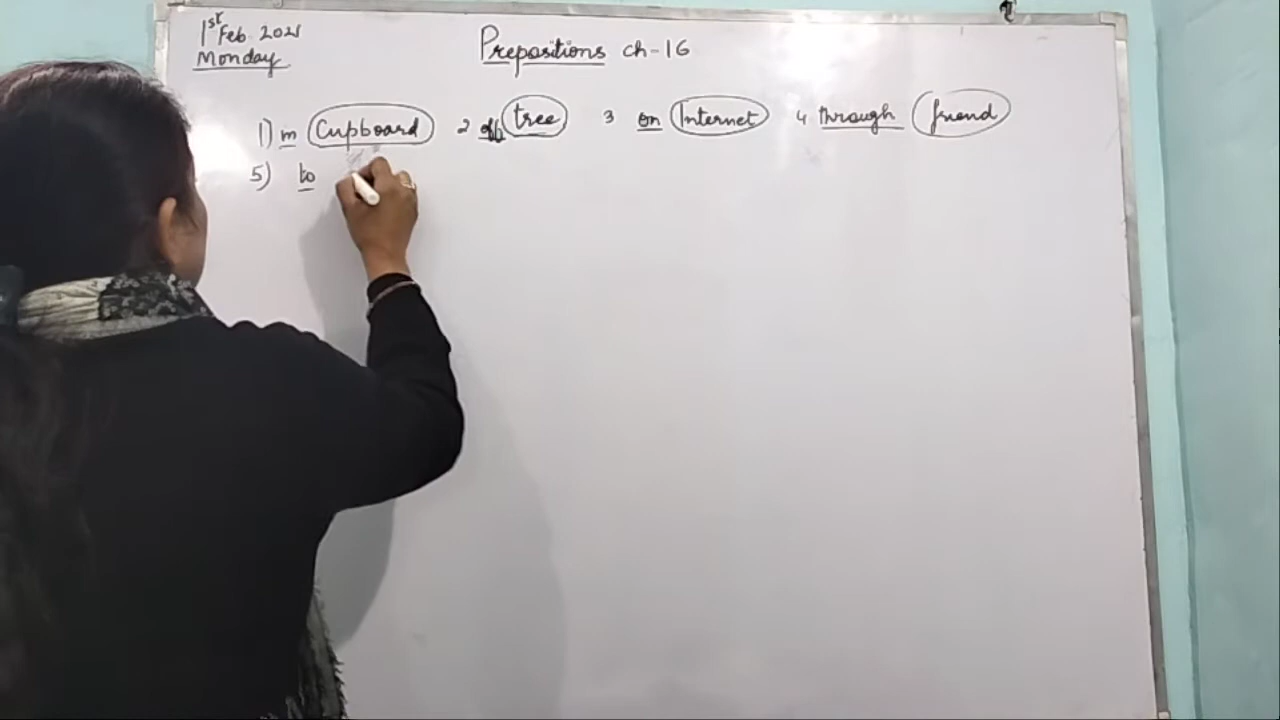 1st Feb. 2021
Monday
Prepositions ch-16
1) in Cupboard 2 off tree 3 on Internet 4 through friend
5) to